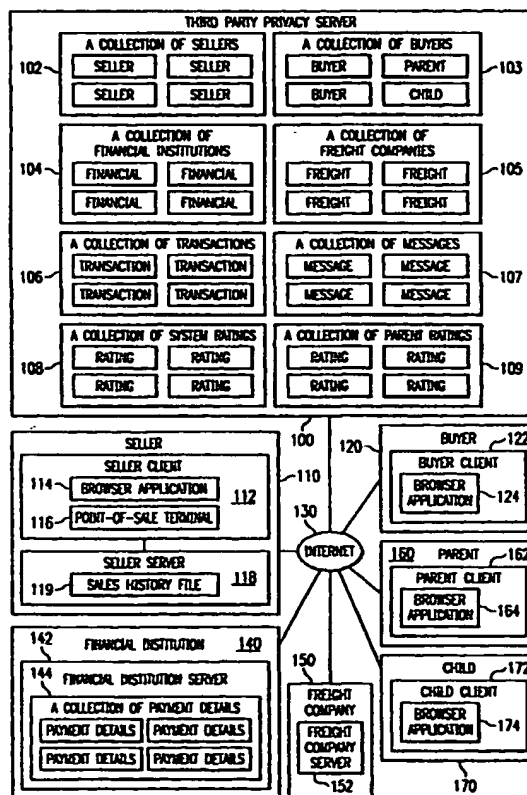 THIRD PARTY PRIVACY SERVER
102
A COLLECTION OF SELLERS
SELLER SELLER
SELLER SELLER
A COLLECTION OF BUYERS
BUYER PARENT
BUYER CHILD
103
104
A COLLECTION OF
FINANCIAL INSTITUTIONS
FINANCIAL FINANCIAL
FINANCIAL FINANCIAL
A COLLECTION OF
FREIGHT COMPANIES
FREIGHT FREIGHT
FREIGHT FREIGHT
105
106
A COLLECTION OF TRANSACTIONS
TRANSACTION TRANSACTION
TRANSACTION TRANSACTION
A COLLECTION OF MESSAGES
MESSAGE MESSAGE
MESSAGE MESSAGE
107
108
A COLLECTION OF SYSTEM RATINGS
RATING RATING
RATING RATING
A COLLECTION OF PARENT RATINGS
RATING RATING
RATING RATING
109
100
SELLER
110
SELLER CLIENT
114
BROWSER APPLICATION
112
116
POINT-OF-SALE TERMINAL
SELLER SERVER
119
SALES HISTORY FILE
118
130
INTERNET
120
BUYER
122
BUYER CLIENT
BROWSER
APPLICATION
124
160
PARENT
162
PARENT CLIENT
BROWSER
APPLICATION
164
CHILD
172
CHILD CLIENT
BROWSER
APPLICATION
174
170
FINANCIAL INSTITUTION
140
142
FINANCIAL INSTITUTION SERVER
144
A COLLECTION OF PAYMENT DETAILS
PAYMENT DETAILS PAYMENT DETAILS
PAYMENT DETAILS PAYMENT DETAILS
150
FREIGHT
COMPANY
FREIGHT
COMPANY
SERVER
152